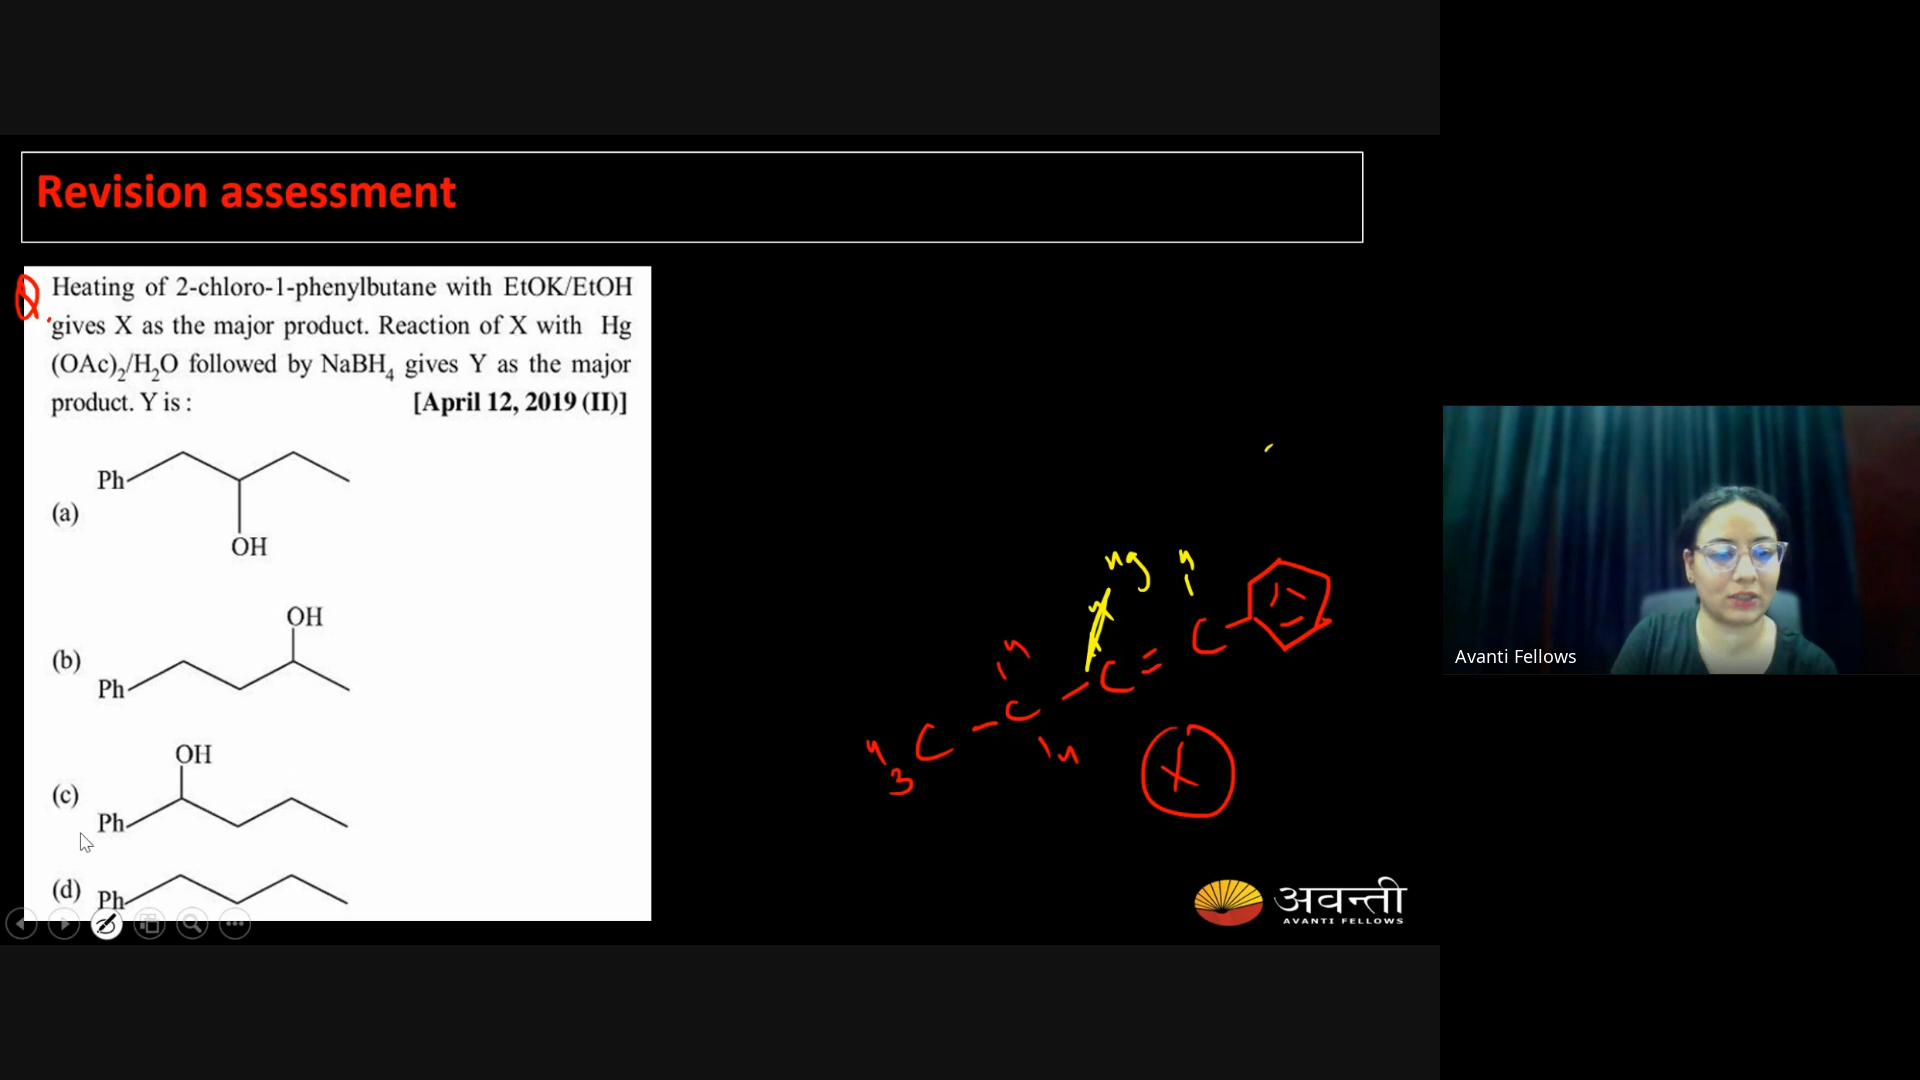 Revision assessment
Q.
Heating of 2-chloro-1-phenylbutane with EtOK/EtOH
gives X as the major product. Reaction of X with Hg
(OAc)₂/H₂O followed by NaBH₄ gives Y as the major
product. Y is : [April 12, 2019 (II)]
Ph
(a)
OH
OH
(b)
Ph
OH
(c)
Ph
(d) Ph
Hg H
C
H
C = C
H
H C - C -
3
H
X
Avanti Fellows
अवन्ती
AVANTI FELLOWS